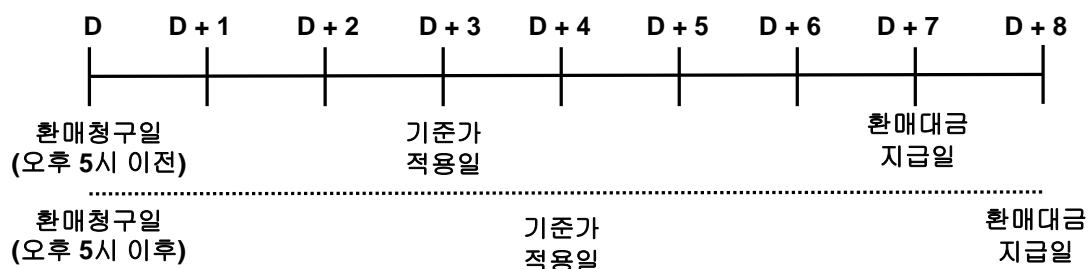 D D + 1 D + 2 D + 3 D + 4 D + 5 D + 6 D + 7 D + 8
환매청구일 기준가 환매대금
(오후 5시 이전) 적용일 지급일
환매청구일 기준가 환매대금
(오후 5시 이후) 적용일 지급일